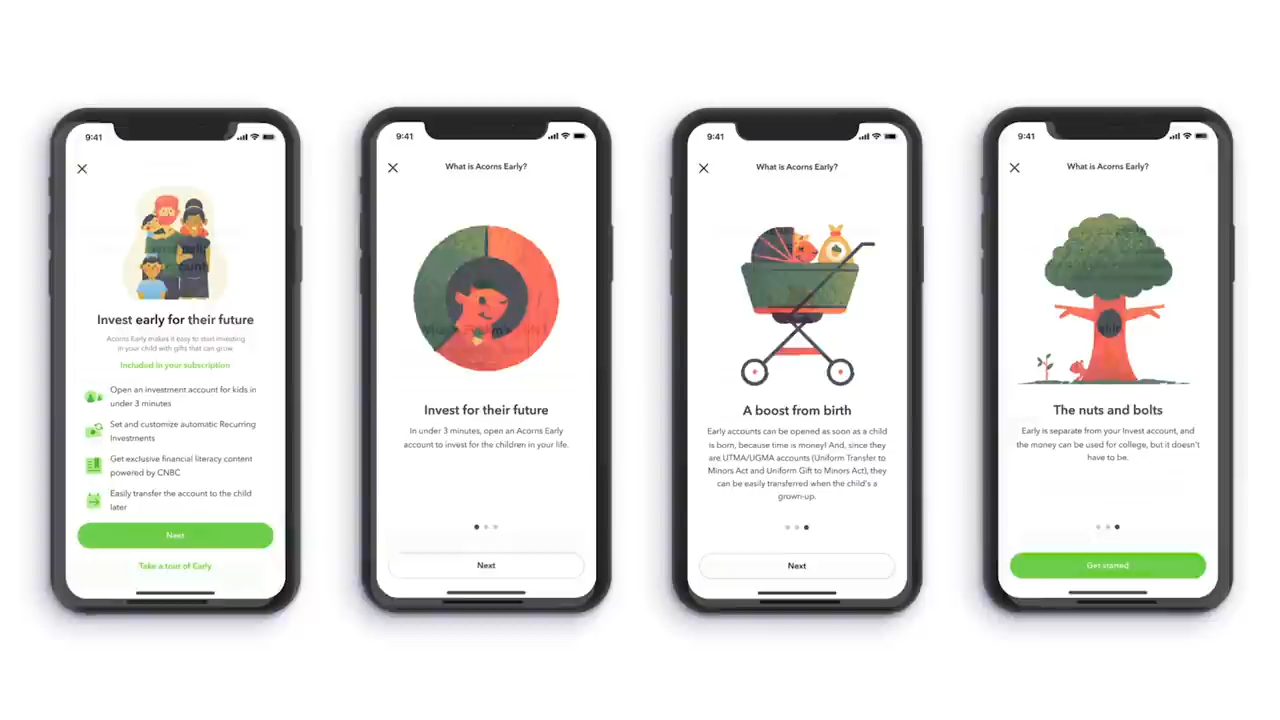 9:41
Invest early for their future
Acorns Early makes it easy to start investing
in your child with gifts that can grow.
Included in your subscription
Open an investment account for kids in
under 3 minutes
Set and customize automatic Recurring
Investments
Get exclusive financial literacy content
powered by CNBC
Easily transfer the account to the child
later
Next
Take a tour of Early
9:41
What is Acorns Early?
Invest for their future
In under 3 minutes, open an Acorns Early
account to invest for the children in your life.
Next
9:41
What is Acorns Early?
A boost from birth
Early accounts can be opened as soon as a child
is born, because time is money! And, since they
are UTMA/UGMA accounts (Uniform Transfer to
Minors Act and Uniform Gift to Minors Act), they
can be easily transferred when the child's a
grown-up.
Next
9:41
What is Acorns Early?
The nuts and bolts
Early is separate from your Invest account, and
the money can be used for college, but it doesn't
have to be.
Get started